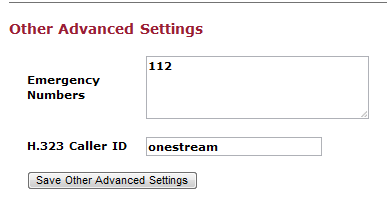 Other Advanced Settings
112
Emergency
Numbers
H.323 Caller ID onestream
Save Other Advanced Settings